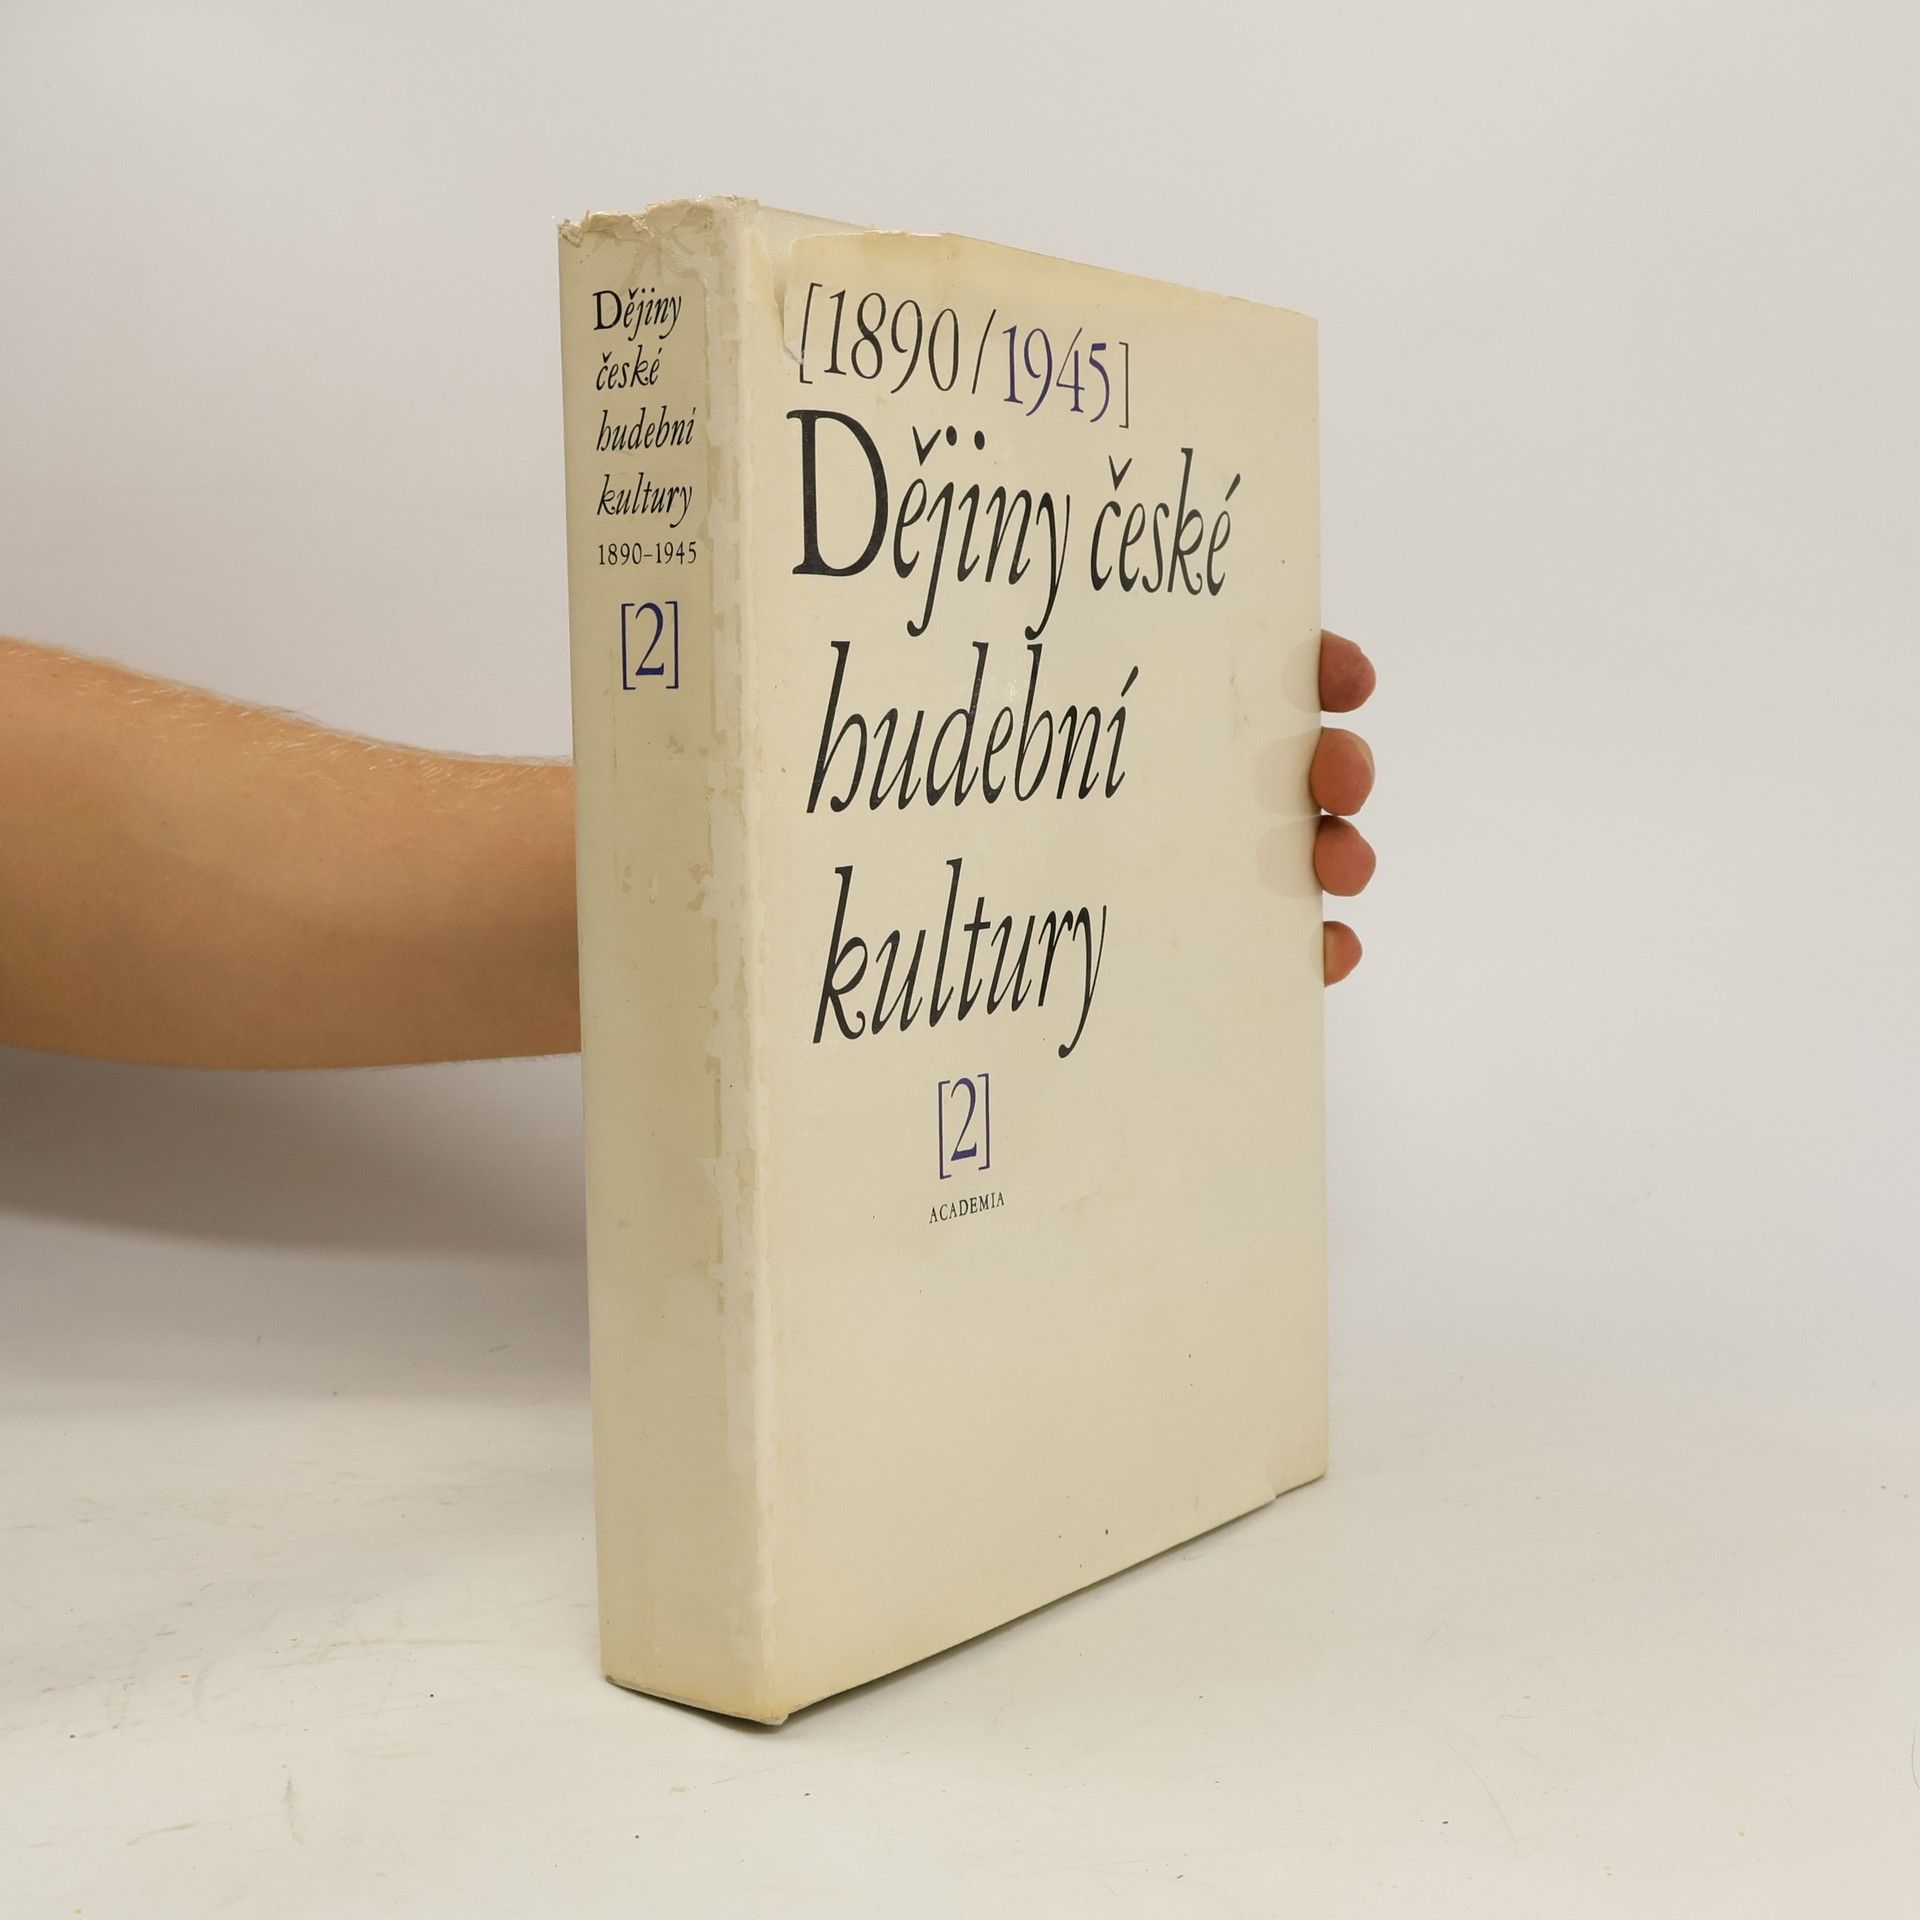 Dějiny
české
hudební
kultury
1890–1945
[2]
[1890/1945]
Dějiny české
hudební
kultury
[2]
ACADEMIA